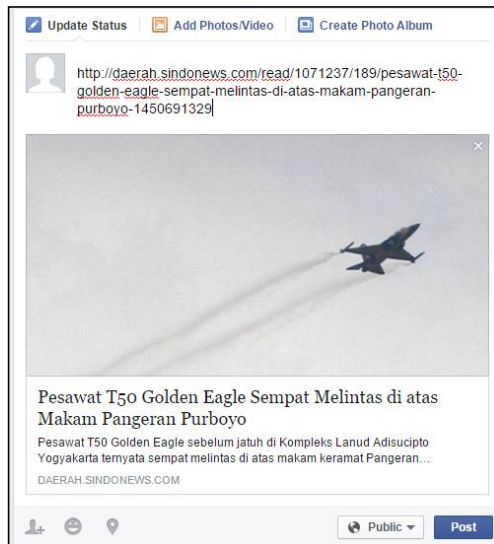 Update Status Add Photos/Video Create Photo Album
http://daerah.sindonews.com/read/1071237/189/pesawat-t50-
golden-eagle-sempat-melintas-di-atas-makam-pangeran-
purboyo-1450691329
Pesawat T50 Golden Eagle Sempat Melintas di atas
Makam Pangeran Purboyo
Pesawat T50 Golden Eagle sebelum jatuh di Kompleks Lanud Adisucipto
Yogyakarta ternyata sempat melintas di atas makam keramat Pangeran…
DAERAH.SINDONEWS.COM
Public Post